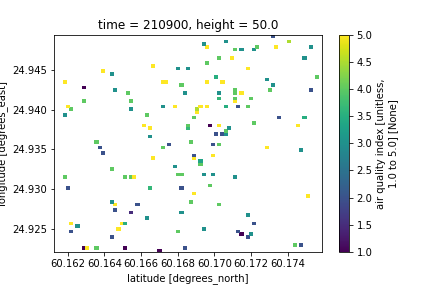 time = 210900, height = 50.0
24.945
24.940
24.935
24.930
24.925
longitude [degrees_east]
60.162 60.164 60.166 60.168 60.170 60.172 60.174
latitude [degrees_north]
5.0
4.5
4.0
3.5
3.0
2.5
2.0
1.5
1.0
air quality index [unitless,
1.0 to 5.0] [None]